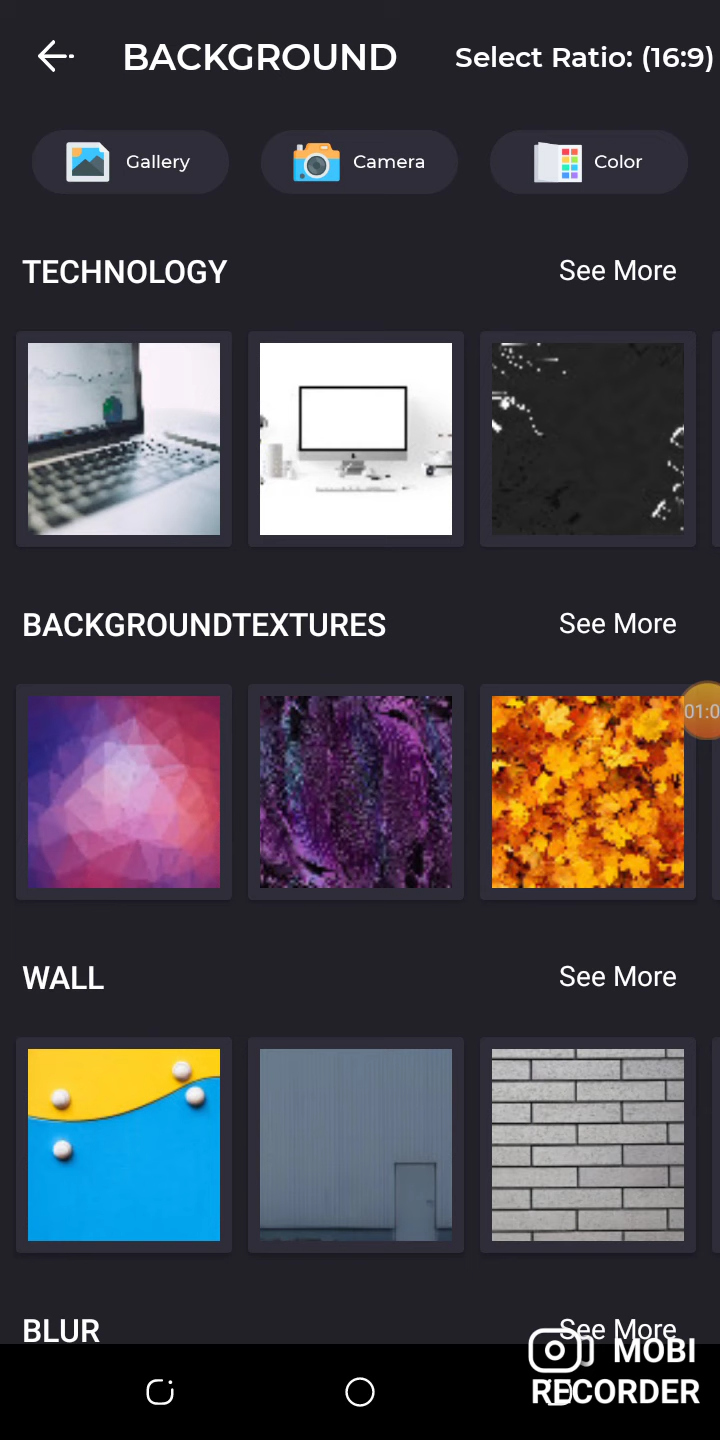 BACKGROUND Select Ratio: (16:9)
Gallery Camera Color
TECHNOLOGY See More
BACKGROUNDTEXTURES See More
01:0
WALL See More
BLUR See More
MOBI
RECORDER